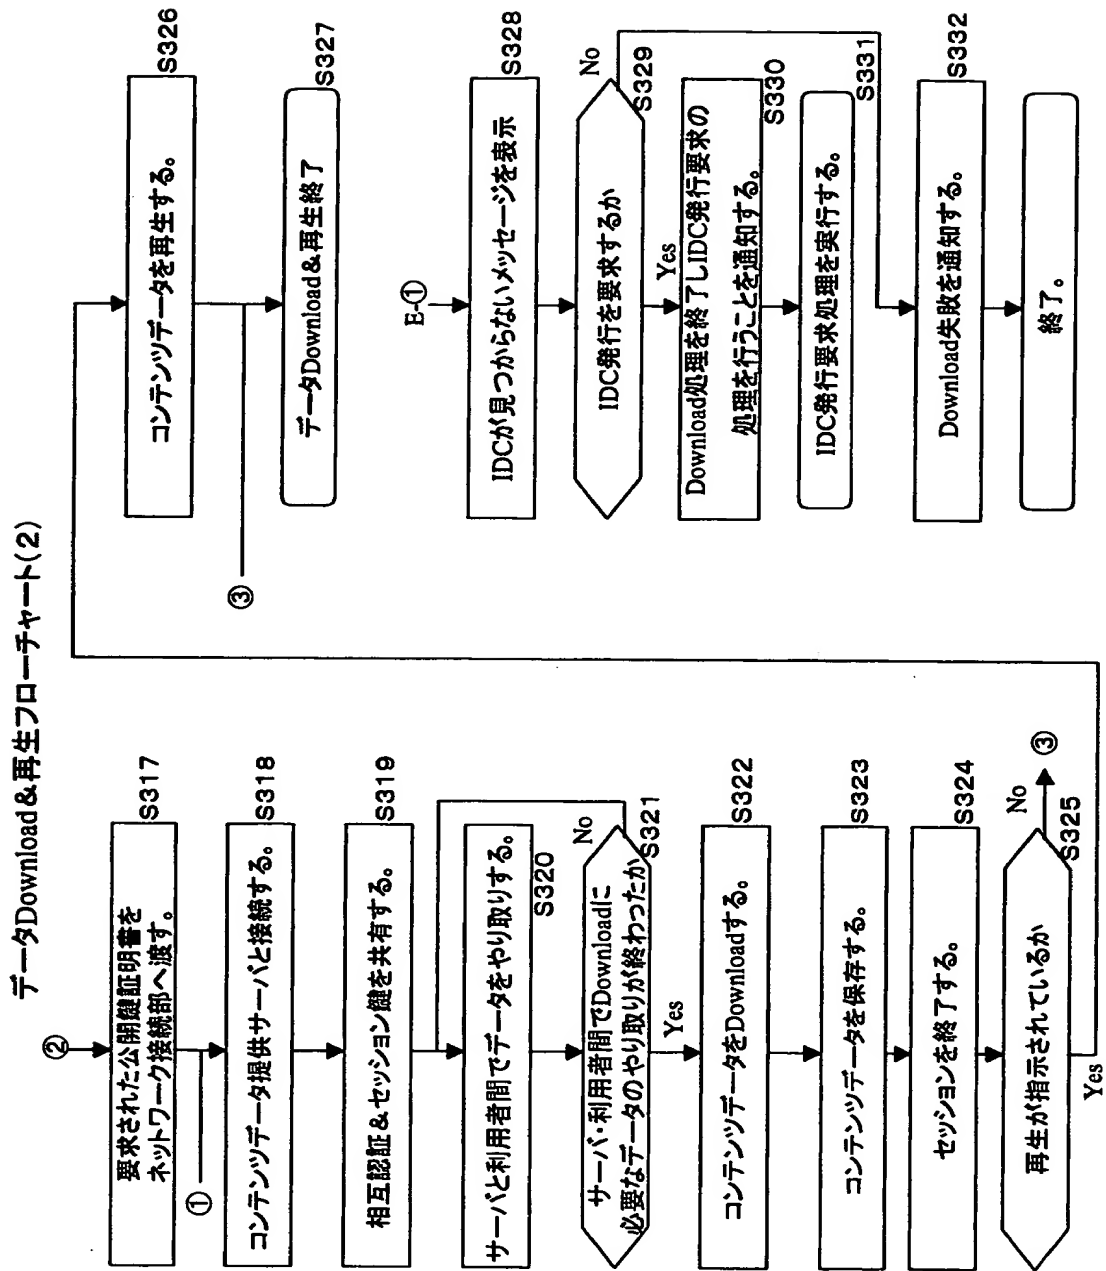 データDownload&再生フローチャート(2)
②
要求された公開鍵証明書を
ネットワーク接続部へ渡す。
S317
①
コンテンツデータ提供サーバと接続する。
S318
相互認証&セッション鍵を共有する。
S319
サーバと利用者間でデータをやり取りする。
S320
サーバ・利用者間でDownloadに
必要なデータのやり取りが終わったか
No
S321
Yes
コンテンツデータをDownloadする。
S322
コンテンツデータを保存する。
S323
セッションを終了する。
S324
再生が指示されているか
No
③
S325
Yes
コンテンツデータを再生する。
S326
③
データDownload&再生終了
S327
E-①
IDCが見つからないメッセージを表示
S328
IDC発行を要求するか
No
S329
Yes
Download処理を終了しIDC発行要求の
処理を行うことを通知する。
S330
IDC発行要求処理を実行する。
S331
Download失敗を通知する。
S332
終了。